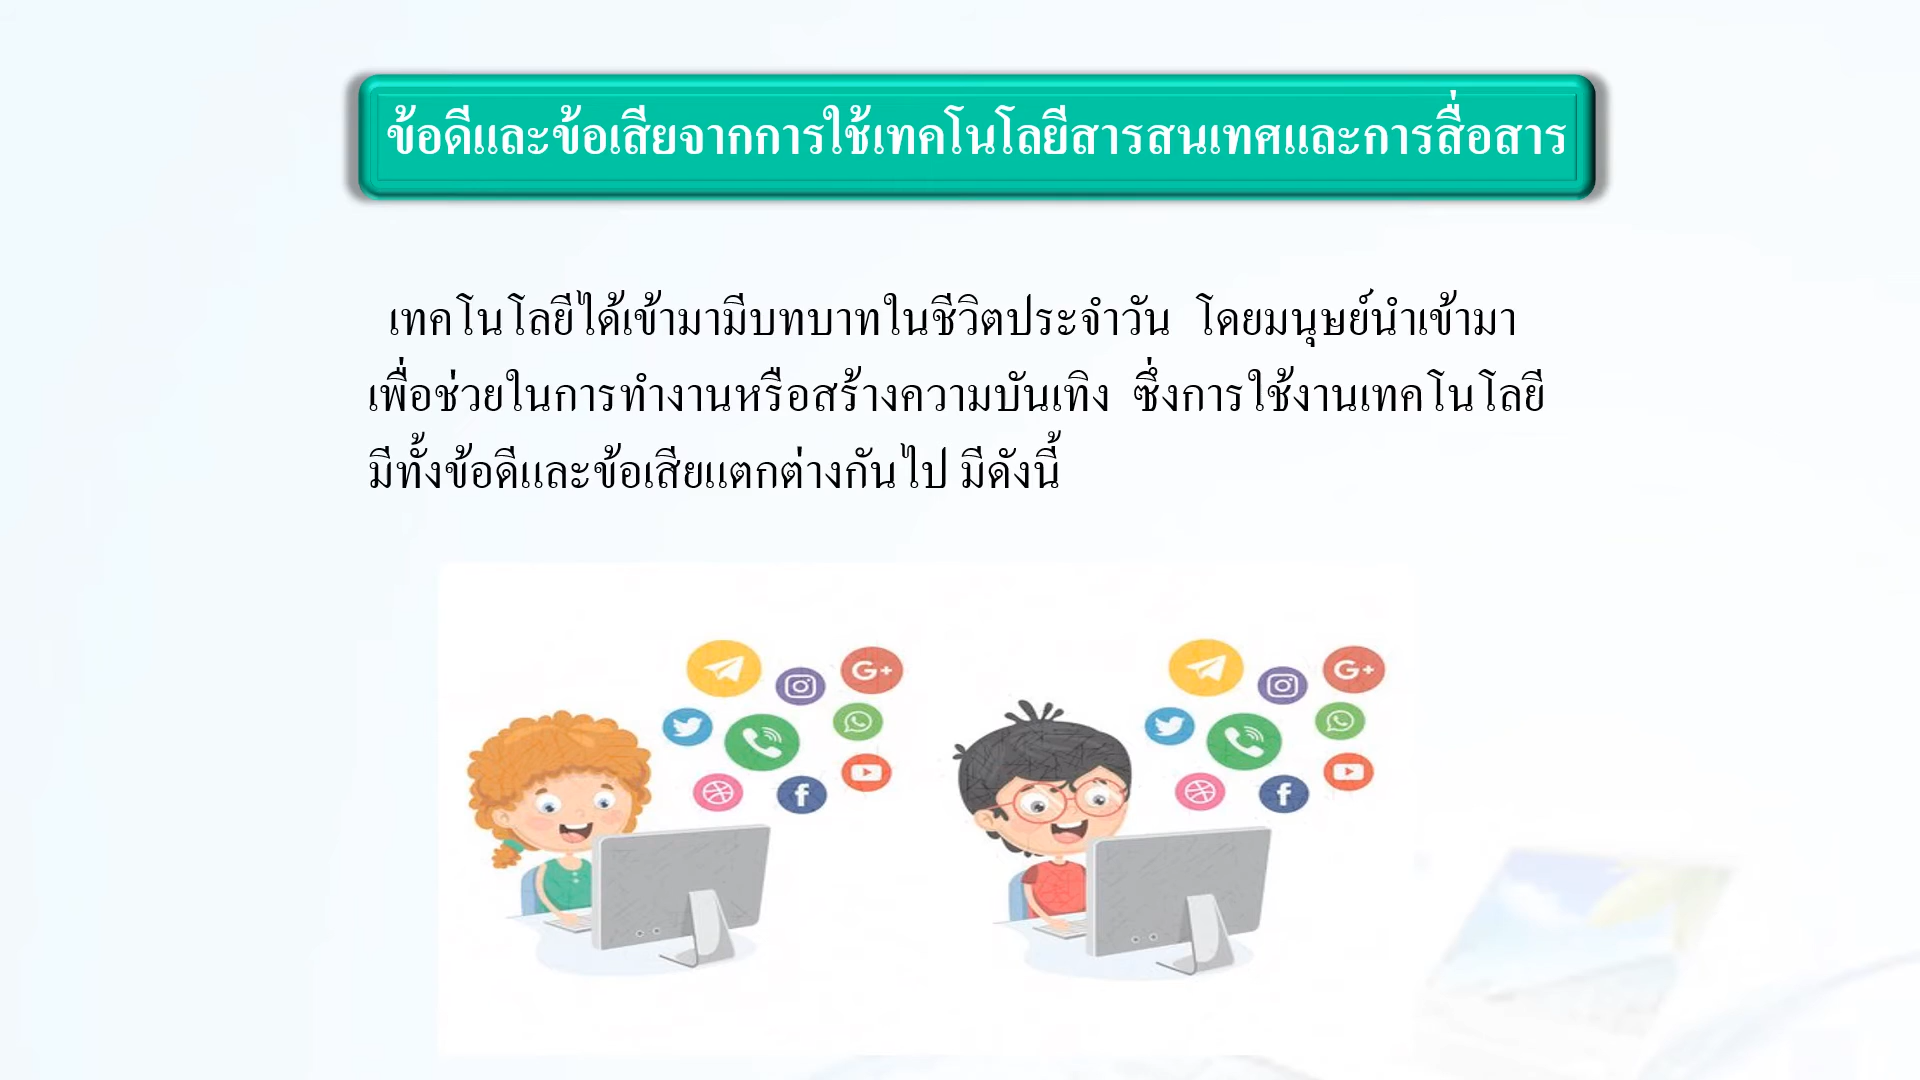 ข้อดีและข้อเสียจากการใช้เทคโนโลยีสารสนเทศและการสื่อสาร
เทคโนโลยีได้เข้ามามีบทบาทในชีวิตประจำวัน โดยมนุษย์นำเข้ามา
เพื่อช่วยในการทำงานหรือสร้างความบันเทิง ซึ่งการใช้งานเทคโนโลยี
มีทั้งข้อดีและข้อเสียแตกต่างกันไป มีดังนี้
G+
G+
f
f